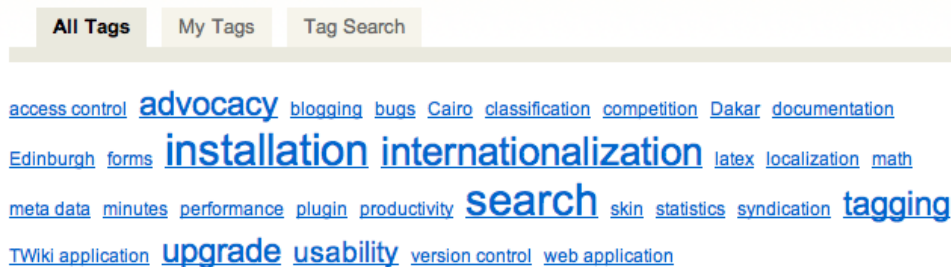 All Tags My Tags Tag Search
access control advocacy blogging bugs Cairo classification competition Dakar documentation
Edinburgh forms installation internationalization latex localization math
meta data minutes performance plugin productivity search skin statistics syndication tagging
TWiki application upgrade usability version control web application